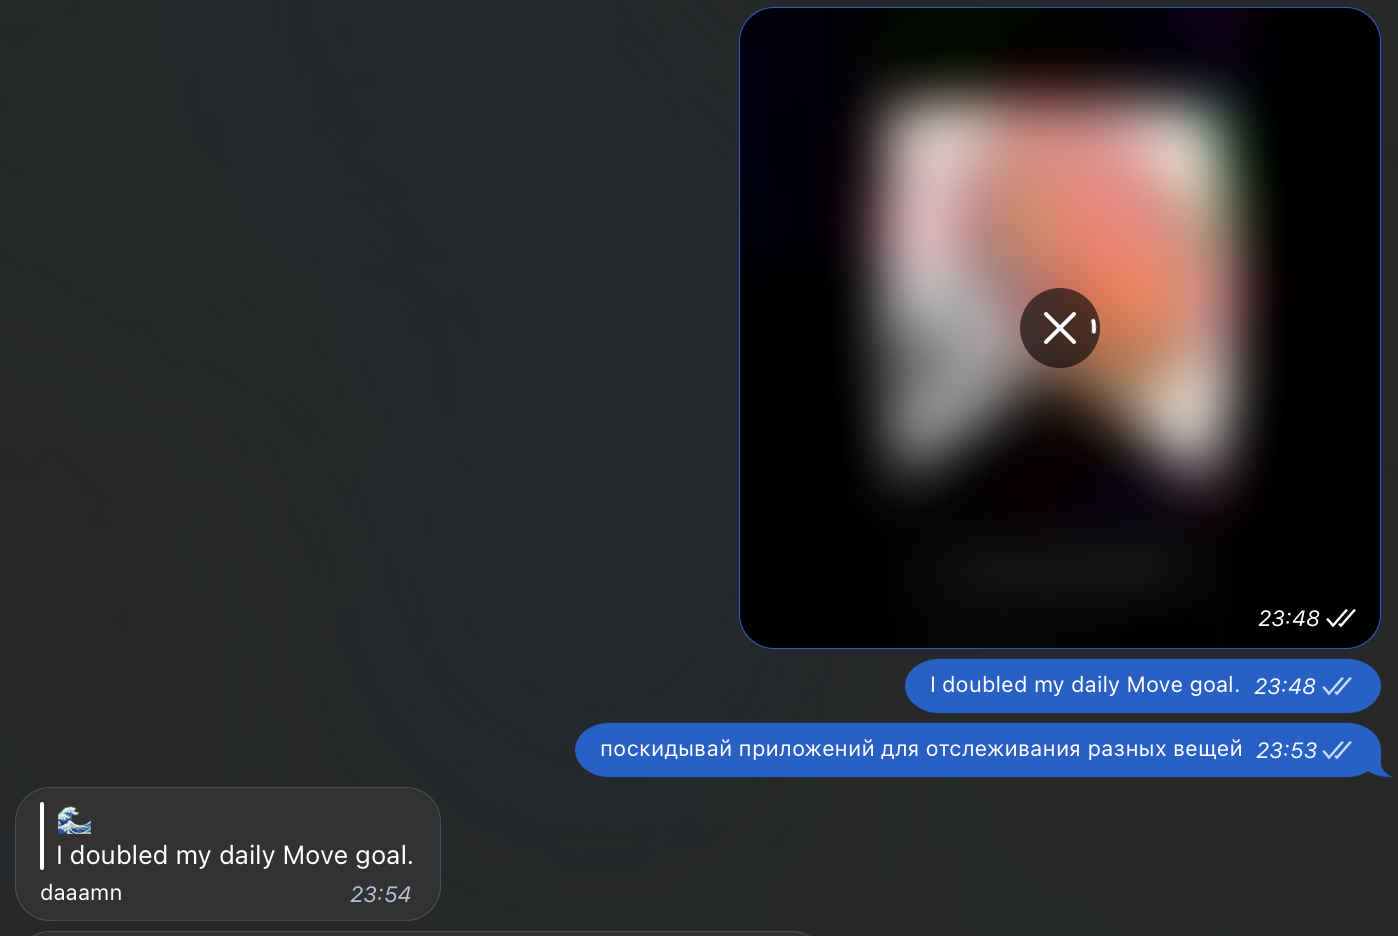 23:48
I doubled my daily Move goal. 23:48
поскидывай приложений для отслеживания разных вещей 23:53
🌊
I doubled my daily Move goal.
daaamn 23:54